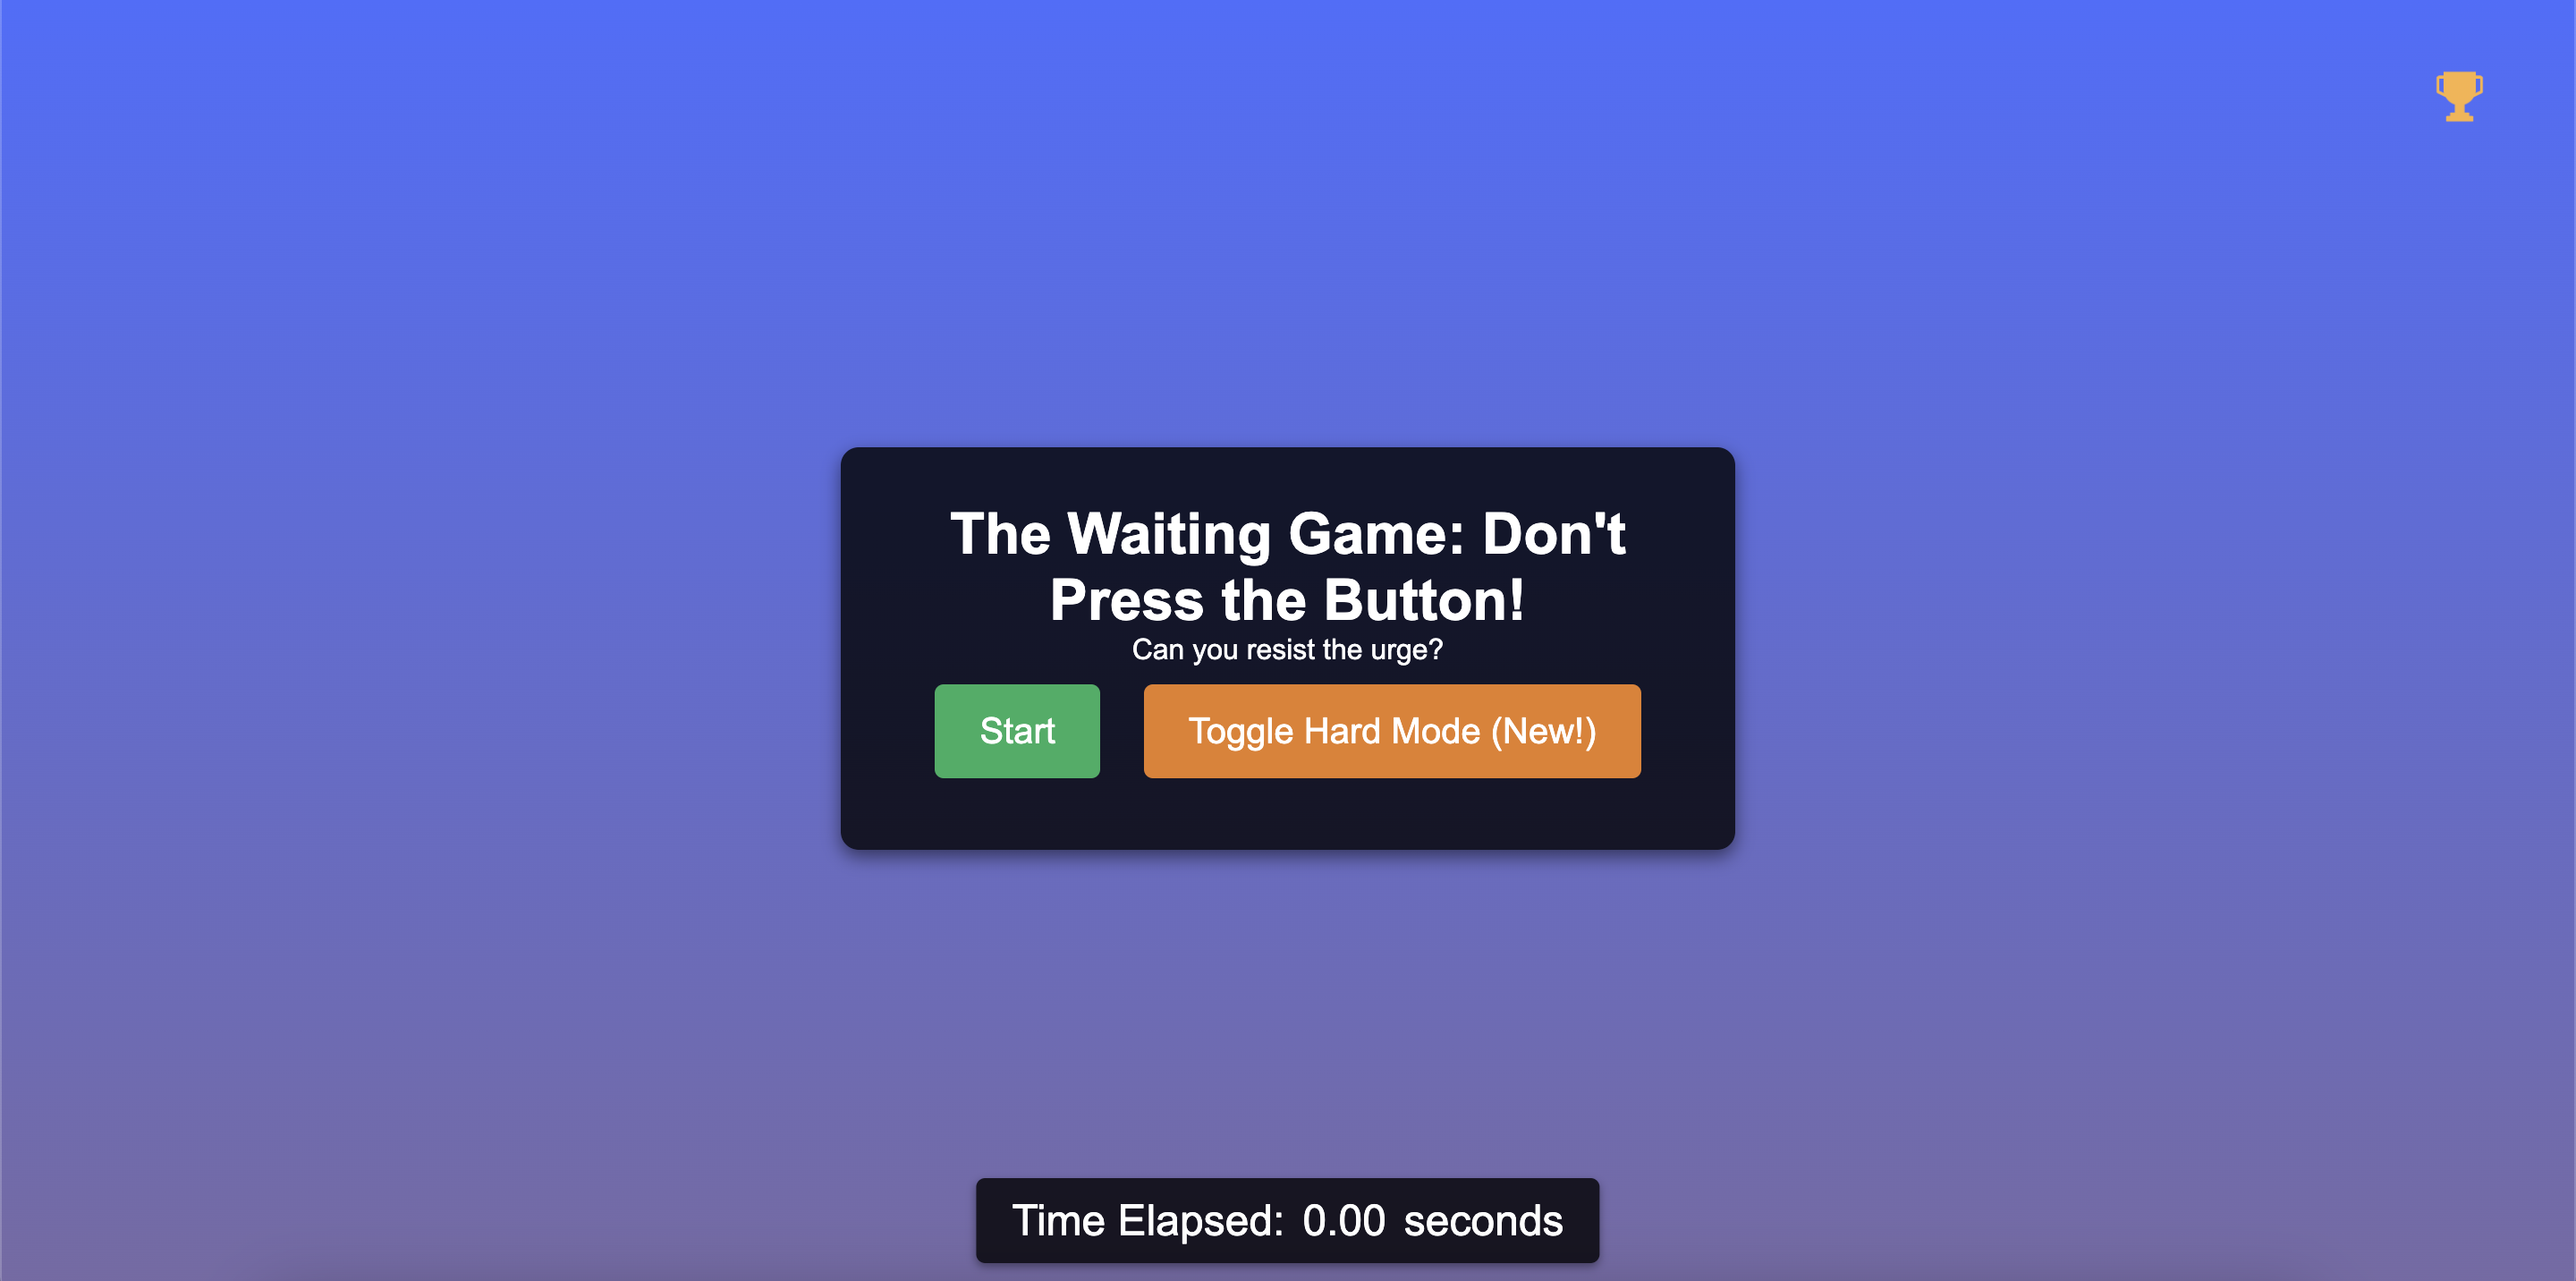 The Waiting Game: Don't
Press the Button!
Can you resist the urge?
Start
Toggle Hard Mode (New!)
Time Elapsed: 0.00 seconds